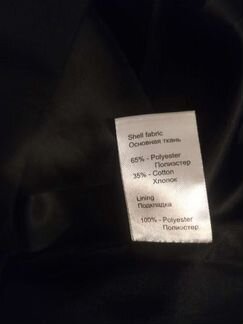 Shell fabric
Основная ткань
65% - Polyester
Полиэстер
35% - Cotton
Хлопок
Lining
Подкладка
100% - Polyester
Полиэстер